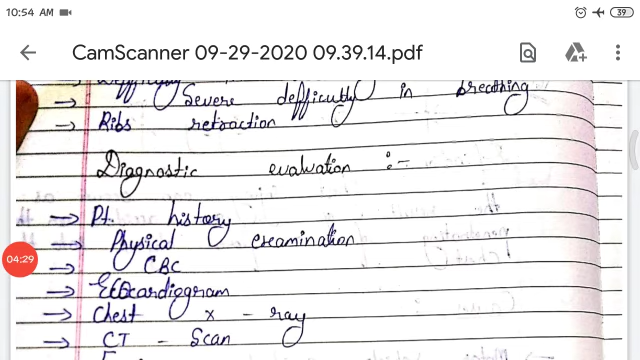 10:54 AM
39
CamScanner 09-29-2020 09.39.14.pdf
→ Severe defficulty in breathing
→ Ribs retraction
Diagnostic evaluation :-
→ Pt. history
→ Physical examination
04:29
→ CBC
→ Echocardiogram
→ Chest x-ray
→ CT - Scan